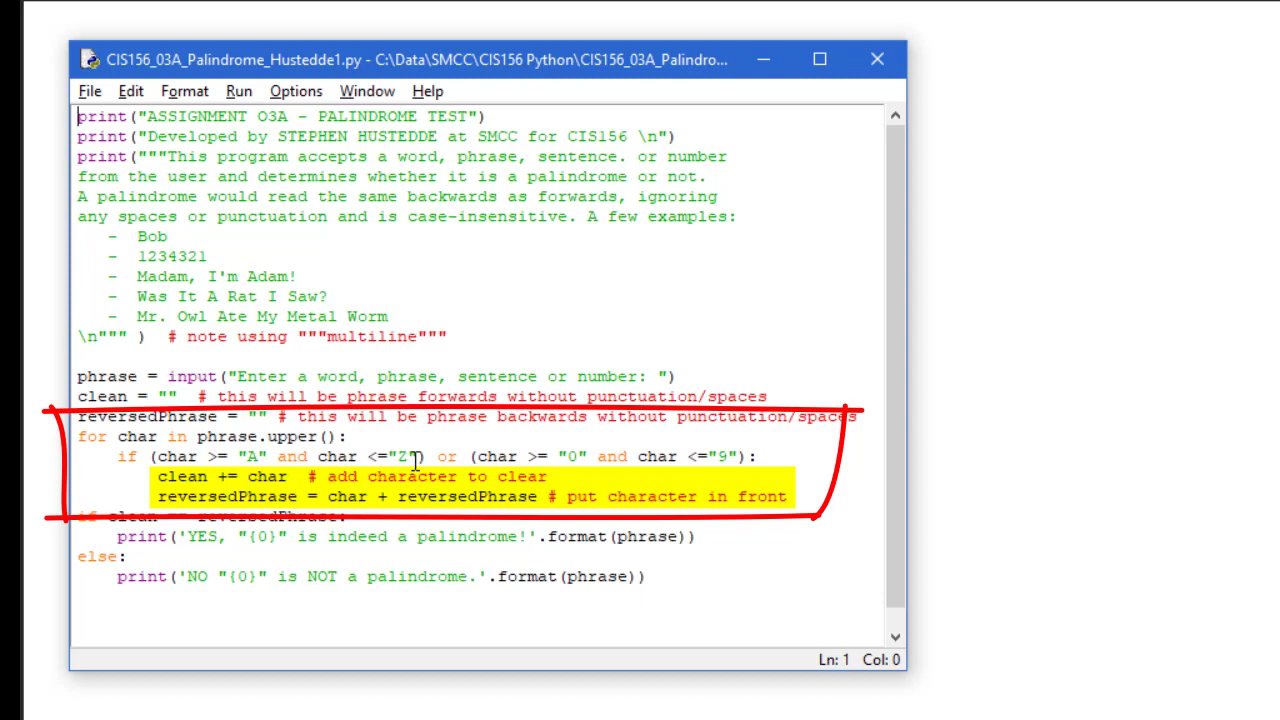 CIS156_03A_Palindrome_Hustedde1.py - C:\Data\SMCC\CIS156 Python\CIS156_03A_Palindro...
File Edit Format Run Options Window Help
print("ASSIGNMENT O3A - PALINDROME TEST")
print("Developed by STEPHEN HUSTEDDE at SMCC for CIS156 \n")
print("""This program accepts a word, phrase, sentence. or number
from the user and determines whether it is a palindrome or not.
A palindrome would read the same backwards as forwards, ignoring
any spaces or punctuation and is case-insensitive. A few examples:
- Bob
- 1234321
- Madam, I'm Adam!
- Was It A Rat I Saw?
- Mr. Owl Ate My Metal Worm
\n""" ) # note using """multiline"""
phrase = input("Enter a word, phrase, sentence or number: ")
clean = "" # this will be phrase forwards without punctuation/spaces
reversedPhrase = "" # this will be phrase backwards without punctuation/spaces
for char in phrase.upper():
if (char >= "A" and char <="Z") or (char >= "0" and char <="9"):
clean += char # add character to clear
reversedPhrase = char + reversedPhrase # put character in front
if clean == reversedPhrase:
print('YES, "{0}" is indeed a palindrome!'.format(phrase))
else:
print('NO "{0}" is NOT a palindrome.'.format(phrase))
Ln: 1 Col: 0